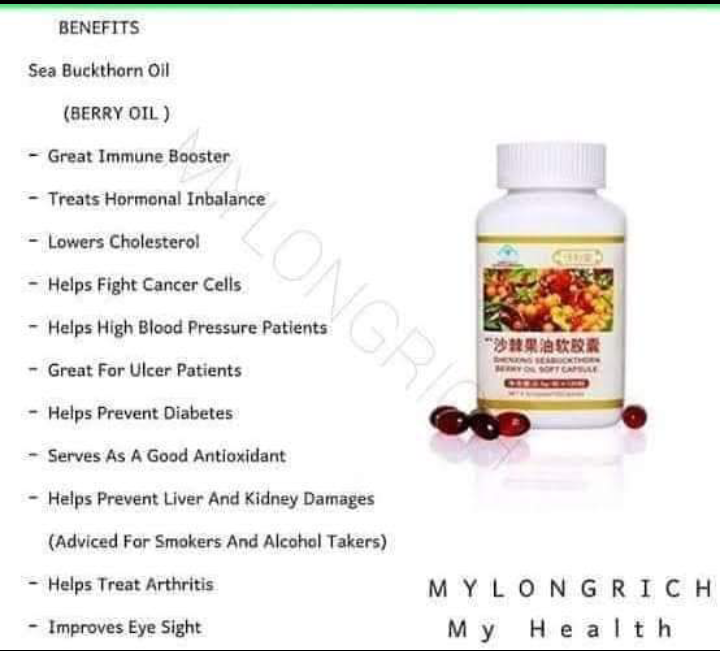 BENEFITS
Sea Buckthorn Oil
(BERRY OIL )
- Great Immune Booster
- Treats Hormonal Inbalance
- Lowers Cholesterol
- Helps Fight Cancer Cells
- Helps High Blood Pressure Patients
- Great For Ulcer Patients
- Helps Prevent Diabetes
- Serves As A Good Antioxidant
- Helps Prevent Liver And Kidney Damages
(Adviced For Smokers And Alcohol Takers)
- Helps Treat Arthritis
- Improves Eye Sight
MYLONGRICH
沙棘果油软胶囊
SEABUCKTHORN
BERRY OIL SOFT CAPSULE
MYLONGRICH
My Health